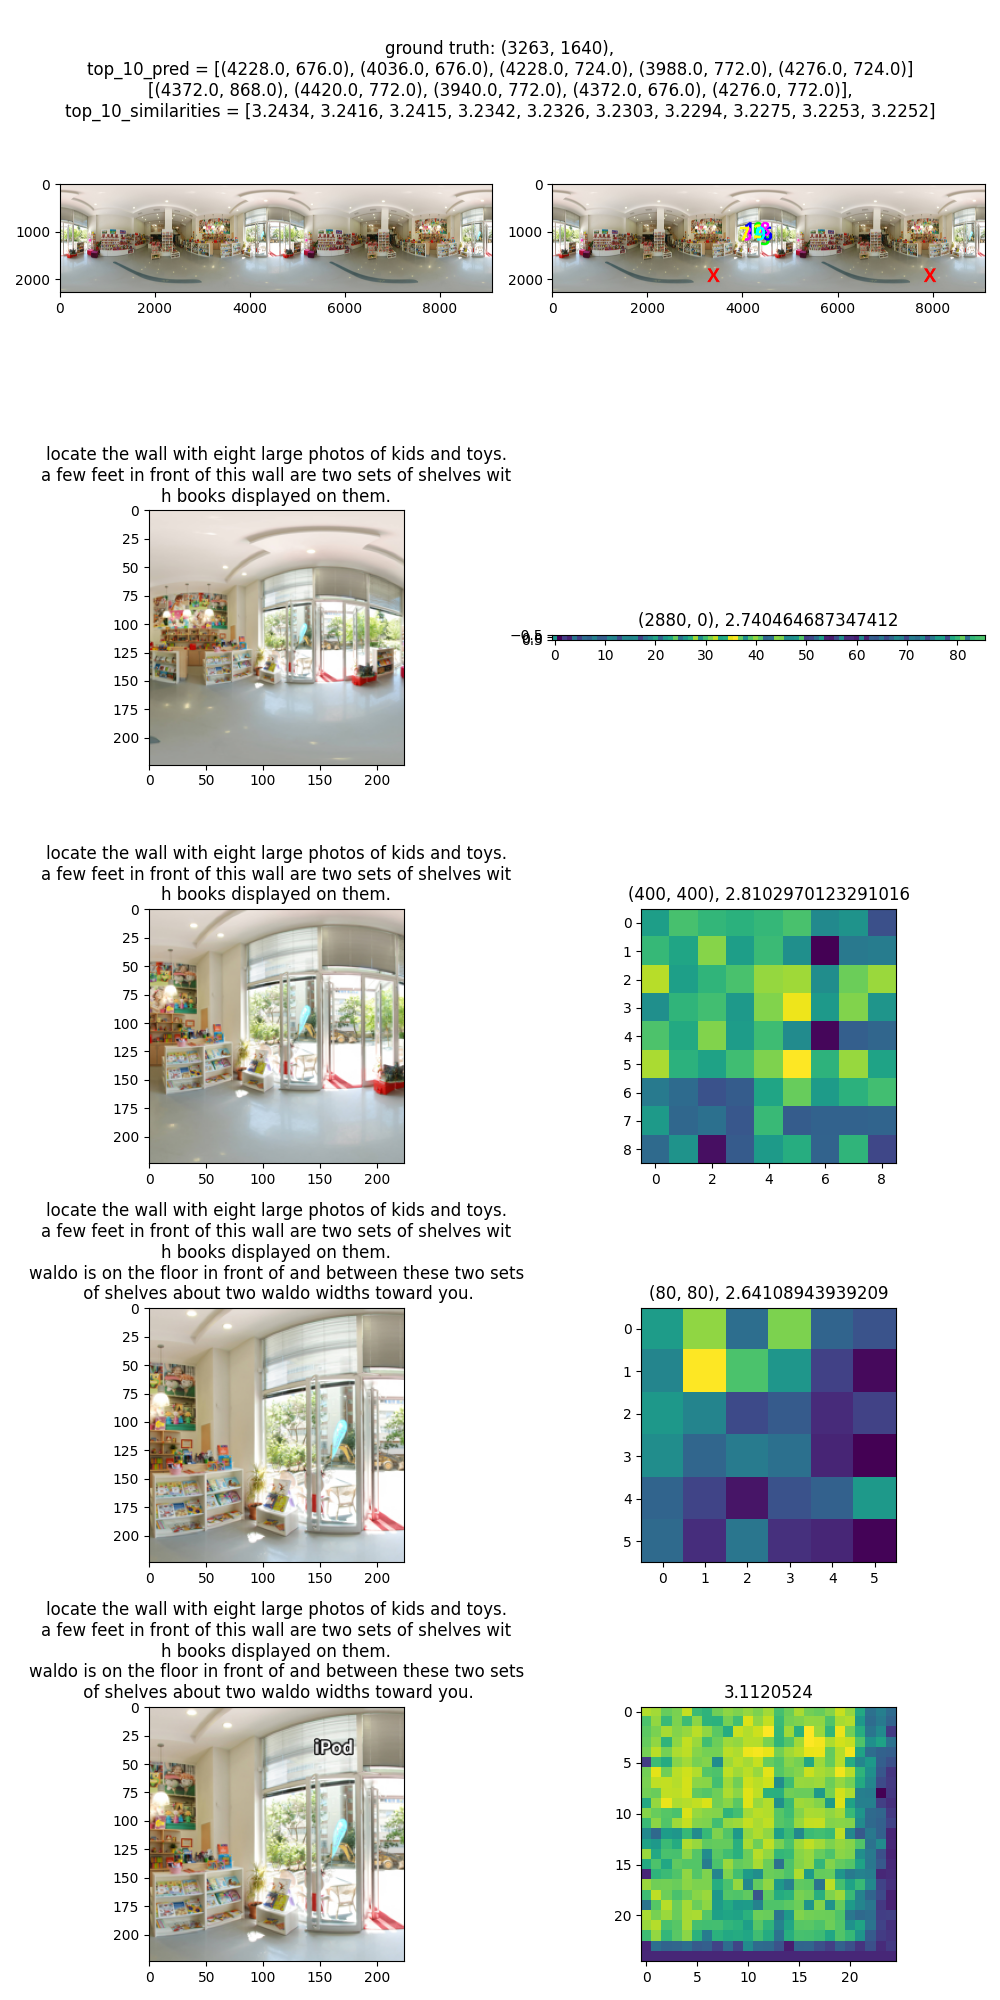 ground truth: (3263, 1640),
top_10_pred = [(4228.0, 676.0), (4036.0, 676.0), (4228.0, 724.0), (3988.0, 772.0), (4276.0, 724.0)]
[(4372.0, 868.0), (4420.0, 772.0), (3940.0, 772.0), (4372.0, 676.0), (4276.0, 772.0)],
top_10_similarities = [3.2434, 3.2416, 3.2415, 3.2342, 3.2326, 3.2303, 3.2294, 3.2275, 3.2253, 3.2252]
0
1000
2000
0 2000 4000 6000 8000
0
1000
2000
X X
0 2000 4000 6000 8000
locate the wall with eight large photos of kids and toys.
a few feet in front of this wall are two sets of shelves wit
h books displayed on them.
0
25
50
75
100
125
150
175
200
0 50 100 150 200
(2880, 0), 2.740464687347412
0 10 20 30 40 50 60 70 80
locate the wall with eight large photos of kids and toys.
a few feet in front of this wall are two sets of shelves wit
h books displayed on them.
0
25
50
75
100
125
150
175
200
0 50 100 150 200
(400, 400), 2.8102970123291016
0
1
2
3
4
5
6
7
8
0 2 4 6 8
locate the wall with eight large photos of kids and toys.
a few feet in front of this wall are two sets of shelves wit
h books displayed on them.
waldo is on the floor in front of and between these two sets
of shelves about two waldo widths toward you.
0
25
50
75
100
125
150
175
200
0 50 100 150 200
(80, 80), 2.64108943939209
0
1
2
3
4
5
0 1 2 3 4 5
locate the wall with eight large photos of kids and toys.
a few feet in front of this wall are two sets of shelves wit
h books displayed on them.
waldo is on the floor in front of and between these two sets
of shelves about two waldo widths toward you.
iPod
0
25
50
75
100
125
150
175
200
0 50 100 150 200
3.1120524
0
5
10
15
20
0 5 10 15 20